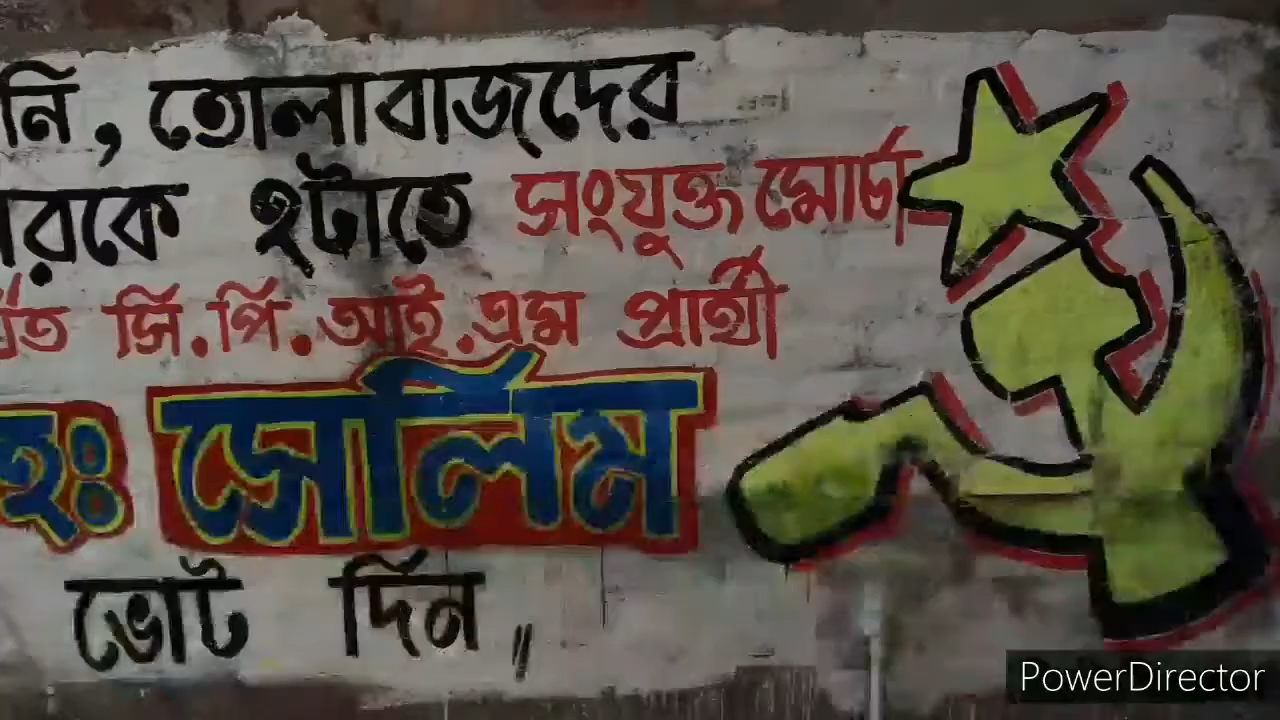 নি, তোলাবাজদের
রকে হটাতে সংযুক্ত মোর্চা
র্থিত সি.পি.আই.এম প্রার্থী
হঃ সেলিম
ভোট দিন॥
PowerDirector